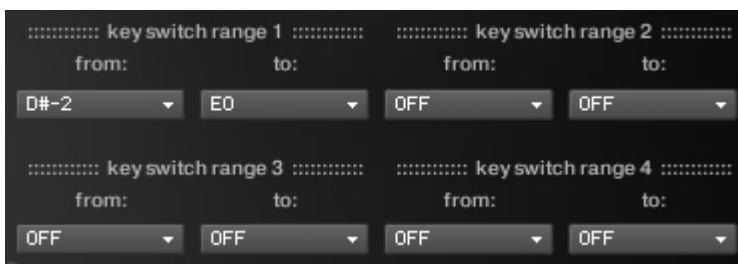 :::::::::::: key switch range 1 :::::::::::: :::::::::::: key switch range 2 ::::::::::::
from: to: from: to:
D#-2 E0 OFF OFF
:::::::::::: key switch range 3 :::::::::::: :::::::::::: key switch range 4 ::::::::::::
from: to: from: to:
OFF OFF OFF OFF